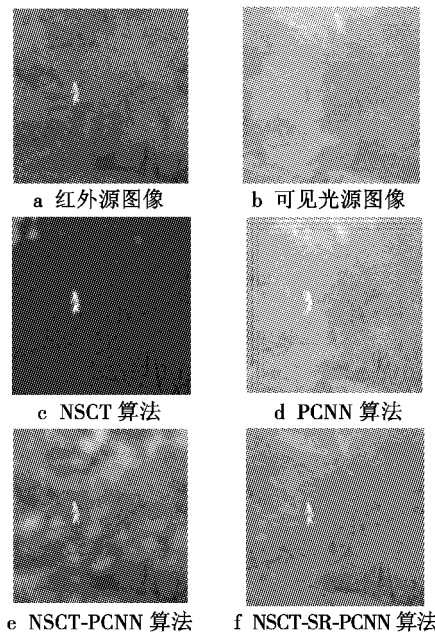 a 红外源图像
b 可见光源图像
c NSCT 算法
d PCNN 算法
e NSCT-PCNN 算法
f NSCT-SR-PCNN 算法